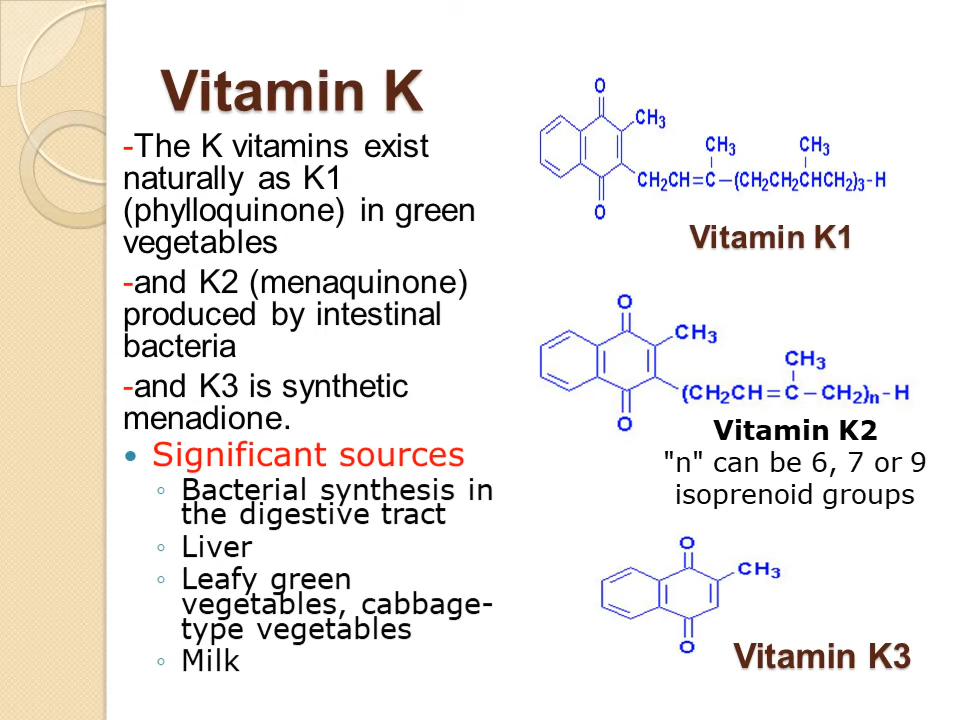 Vitamin K
-The K vitamins exist
naturally as K1
(phylloquinone) in green
vegetables
-and K2 (menaquinone)
produced by intestinal
bacteria
-and K3 is synthetic
menadione.
• Significant sources
◦ Bacterial synthesis in
the digestive tract
◦ Liver
◦ Leafy green
vegetables, cabbage-
type vegetables
◦ Milk
O
CH₃
CH₃
CH₃
CH₂CH=C–(CH₂CH₂CHCH₂)₃-H
O
Vitamin K1
O
CH₃
CH₃
(CH₂CH=C–CH₂)n-H
O
Vitamin K2
"n" can be 6, 7 or 9
isoprenoid groups
O
CH₃
O
Vitamin K3